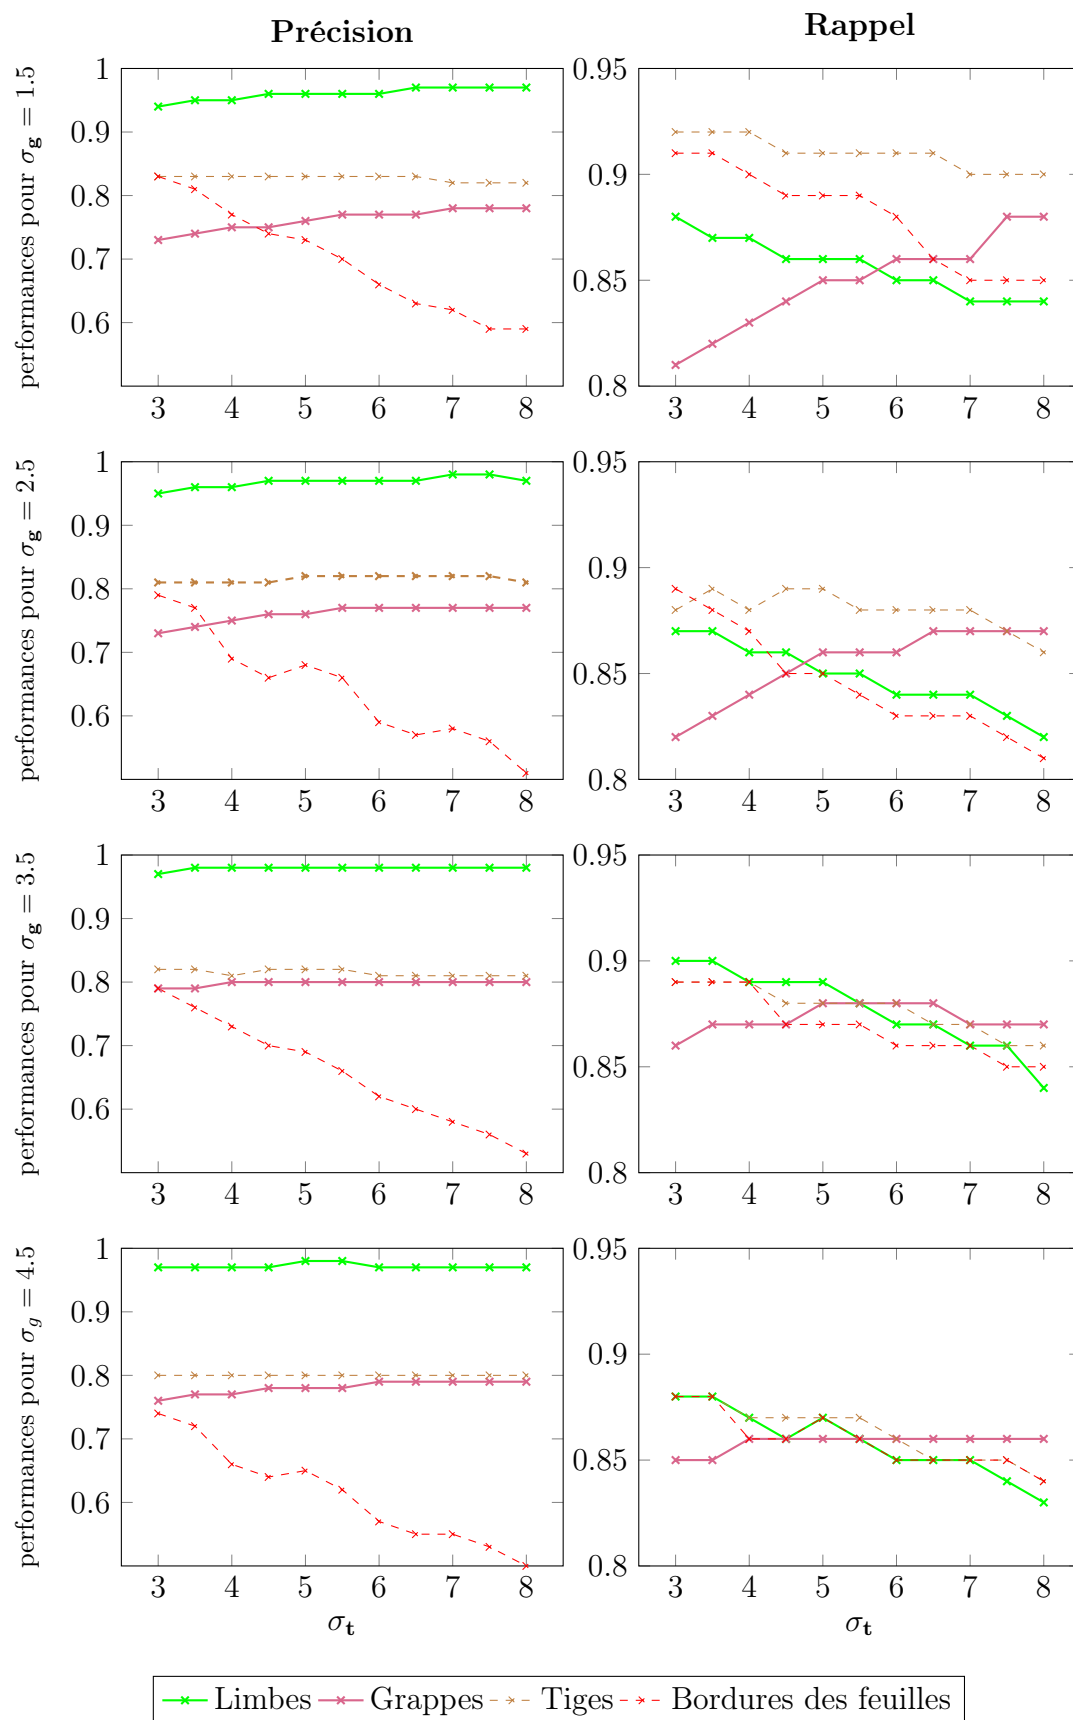 Précision
Rappel
performances pour σg = 1.5
1
0.9
0.8
0.7
0.6
3 4 5 6 7 8
0.95
0.9
0.85
0.8
3 4 5 6 7 8
performances pour σg = 2.5
1
0.9
0.8
0.7
0.6
3 4 5 6 7 8
0.95
0.9
0.85
0.8
3 4 5 6 7 8
performances pour σg = 3.5
1
0.9
0.8
0.7
0.6
3 4 5 6 7 8
0.95
0.9
0.85
0.8
3 4 5 6 7 8
performances pour σg = 4.5
1
0.9
0.8
0.7
0.6
3 4 5 6 7 8
σt
0.95
0.9
0.85
0.8
3 4 5 6 7 8
σt
Limbes Grappes Tiges Bordures des feuilles